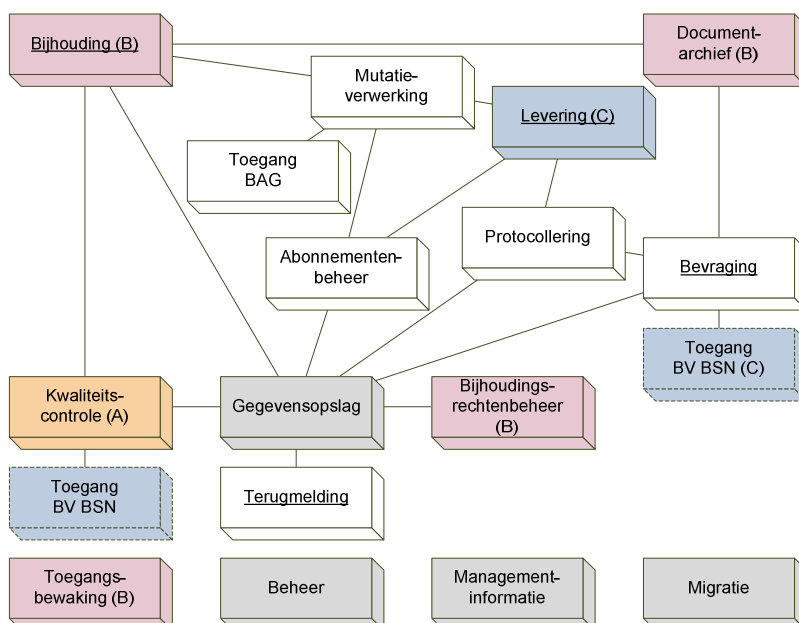 Bijhouding (B)
Document-
archief (B)
Mutatie-
verwerking
Levering (C)
Toegang
BAG
Protocollering
Abonnementen-
beheer
Bevraging
Toegang
BV BSN (C)
Kwaliteits-
controle (A)
Gegevensopslag
Bijhoudings-
rechtenbeheer
(B)
Toegang
BV BSN
Terugmelding
Toegangs-
bewaking (B)
Beheer
Management-
informatie
Migratie